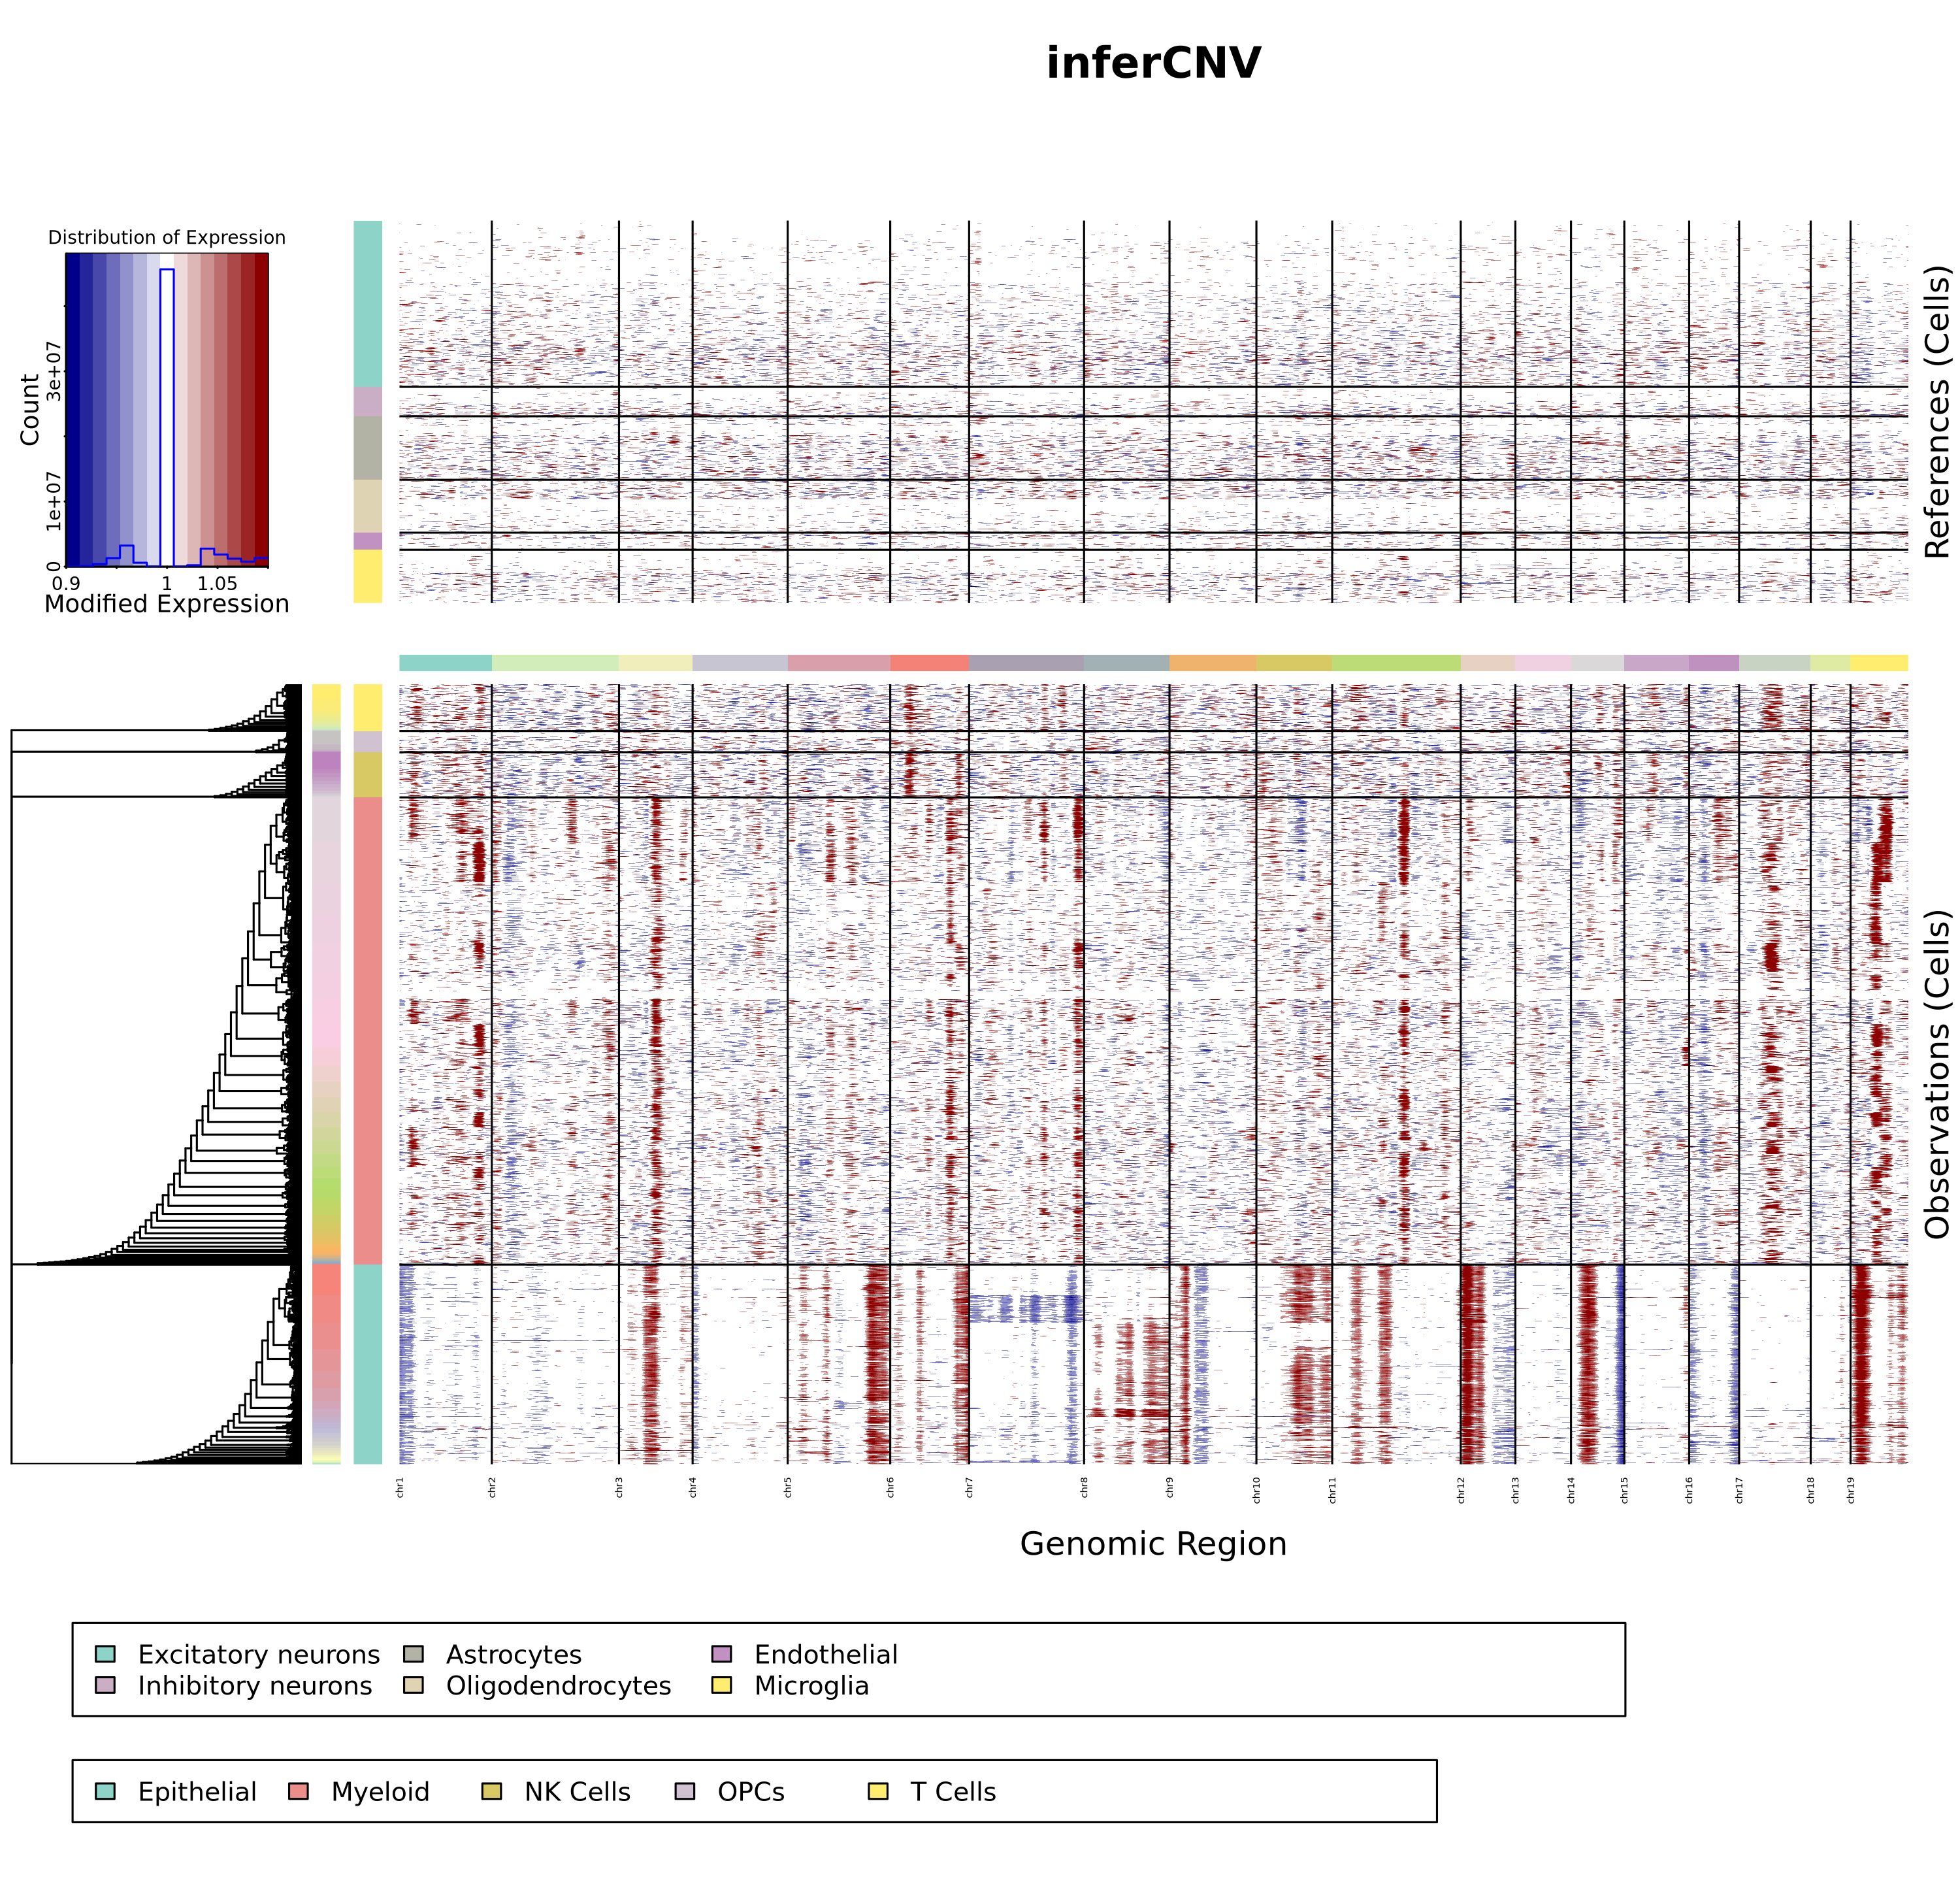 inferCNV
Distribution of Expression
Count
0 1e+07 3e+07
0.9 1 1.05
Modified Expression
References (Cells)
Observations (Cells)
chr1 chr2 chr3 chr4 chr5 chr6 chr7 chr8 chr9 chr10 chr11 chr12 chr13 chr14 chr15 chr16 chr17 chr18 chr19
Genomic Region
Excitatory neurons Astrocytes Endothelial
Inhibitory neurons Oligodendrocytes Microglia
Epithelial Myeloid NK Cells OPCs T Cells